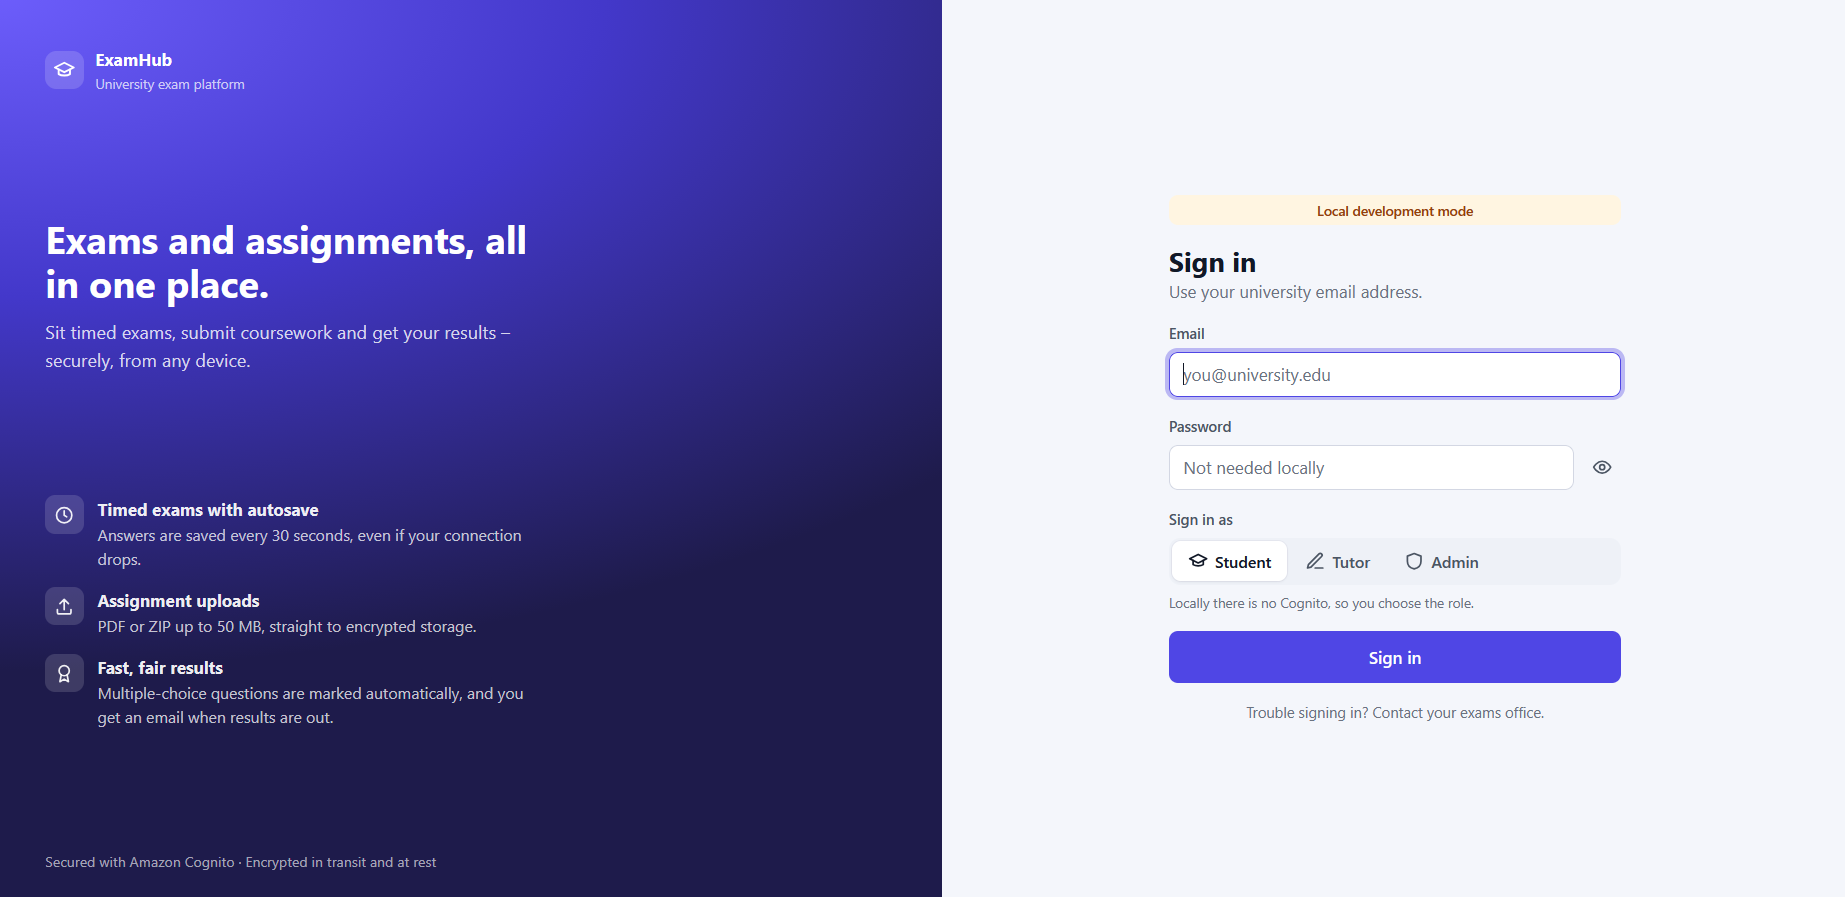 ExamHub
University exam platform
Exams and assignments, all
in one place.
Sit timed exams, submit coursework and get your results –
securely, from any device.
Timed exams with autosave
Answers are saved every 30 seconds, even if your connection
drops.
Assignment uploads
PDF or ZIP up to 50 MB, straight to encrypted storage.
Fast, fair results
Multiple-choice questions are marked automatically, and you
get an email when results are out.
Secured with Amazon Cognito · Encrypted in transit and at rest
Local development mode
Sign in
Use your university email address.
Email
you@university.edu
Password
Not needed locally
Sign in as
Student Tutor Admin
Locally there is no Cognito, so you choose the role.
Sign in
Trouble signing in? Contact your exams office.